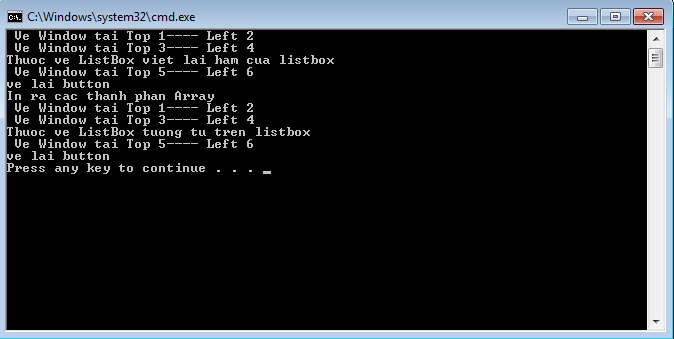 C:\Windows\system32\cmd.exe
Ve Window tai Top 1---- Left 2
Ve Window tai Top 3---- Left 4
Thuoc ve ListBox viet lai ham cua listbox
Ve Window tai Top 5---- Left 6
ve lai button
In ra cac thanh phan Array
Ve Window tai Top 1---- Left 2
Ve Window tai Top 3---- Left 4
Thuoc ve ListBox tuong tu tren listbox
Ve Window tai Top 5---- Left 6
ve lai button
Press any key to continue . . . _